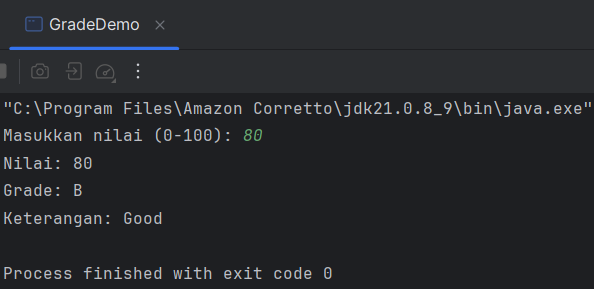 GradeDemo
"C:\Program Files\Amazon Corretto\jdk21.0.8_9\bin\java.exe"
Masukkan nilai (0-100): 80
Nilai: 80
Grade: B
Keterangan: Good
Process finished with exit code 0